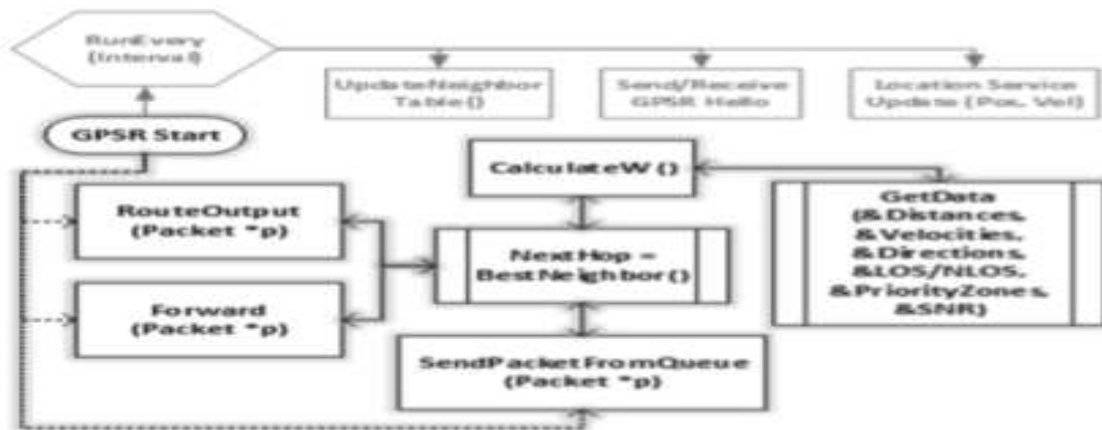 RunEvery
(Interval)
UpdateNeighbor
Table()
Send/Receive
GPSR Hello
Location Service
Update (Pos, Vel)
GPSR Start
CalculateW()
RouteOutput
(Packet *p)
NextHop =
BestNeighbor()
GetData
(&Distances,
&Velocities,
&Directions,
&LOS/NLOS,
&PriorityZones,
&SNR)
Forward
(Packet *p)
SendPacketFromQueue
(Packet *p)